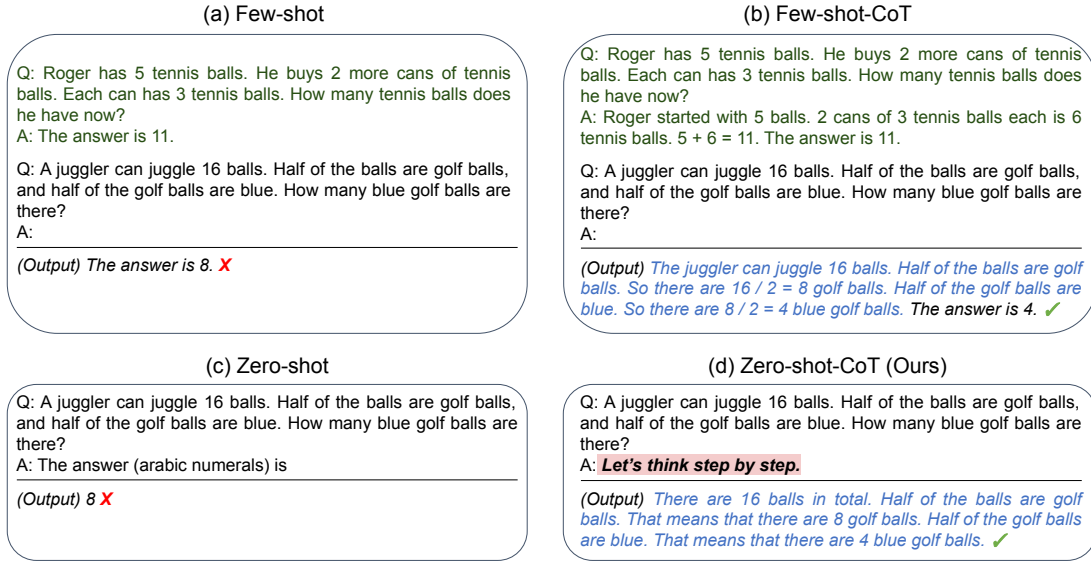 (a) Few-shot
Q: Roger has 5 tennis balls. He buys 2 more cans of tennis
balls. Each can has 3 tennis balls. How many tennis balls does
he have now?
A: The answer is 11.
Q: A juggler can juggle 16 balls. Half of the balls are golf balls,
and half of the golf balls are blue. How many blue golf balls are
there?
A:
(Output) The answer is 8. X
(b) Few-shot-CoT
Q: Roger has 5 tennis balls. He buys 2 more cans of tennis
balls. Each can has 3 tennis balls. How many tennis balls does
he have now?
A: Roger started with 5 balls. 2 cans of 3 tennis balls each is 6
tennis balls. 5 + 6 = 11. The answer is 11.
Q: A juggler can juggle 16 balls. Half of the balls are golf balls,
and half of the golf balls are blue. How many blue golf balls are
there?
A:
(Output) The juggler can juggle 16 balls. Half of the balls are golf
balls. So there are 16 / 2 = 8 golf balls. Half of the golf balls are
blue. So there are 8 / 2 = 4 blue golf balls. The answer is 4. ✓
(c) Zero-shot
Q: A juggler can juggle 16 balls. Half of the balls are golf balls,
and half of the golf balls are blue. How many blue golf balls are
there?
A: The answer (arabic numerals) is
(Output) 8 X
(d) Zero-shot-CoT (Ours)
Q: A juggler can juggle 16 balls. Half of the balls are golf balls,
and half of the golf balls are blue. How many blue golf balls are
there?
A: Let's think step by step.
(Output) There are 16 balls in total. Half of the balls are golf
balls. That means that there are 8 golf balls. Half of the golf balls
are blue. That means that there are 4 blue golf balls. ✓